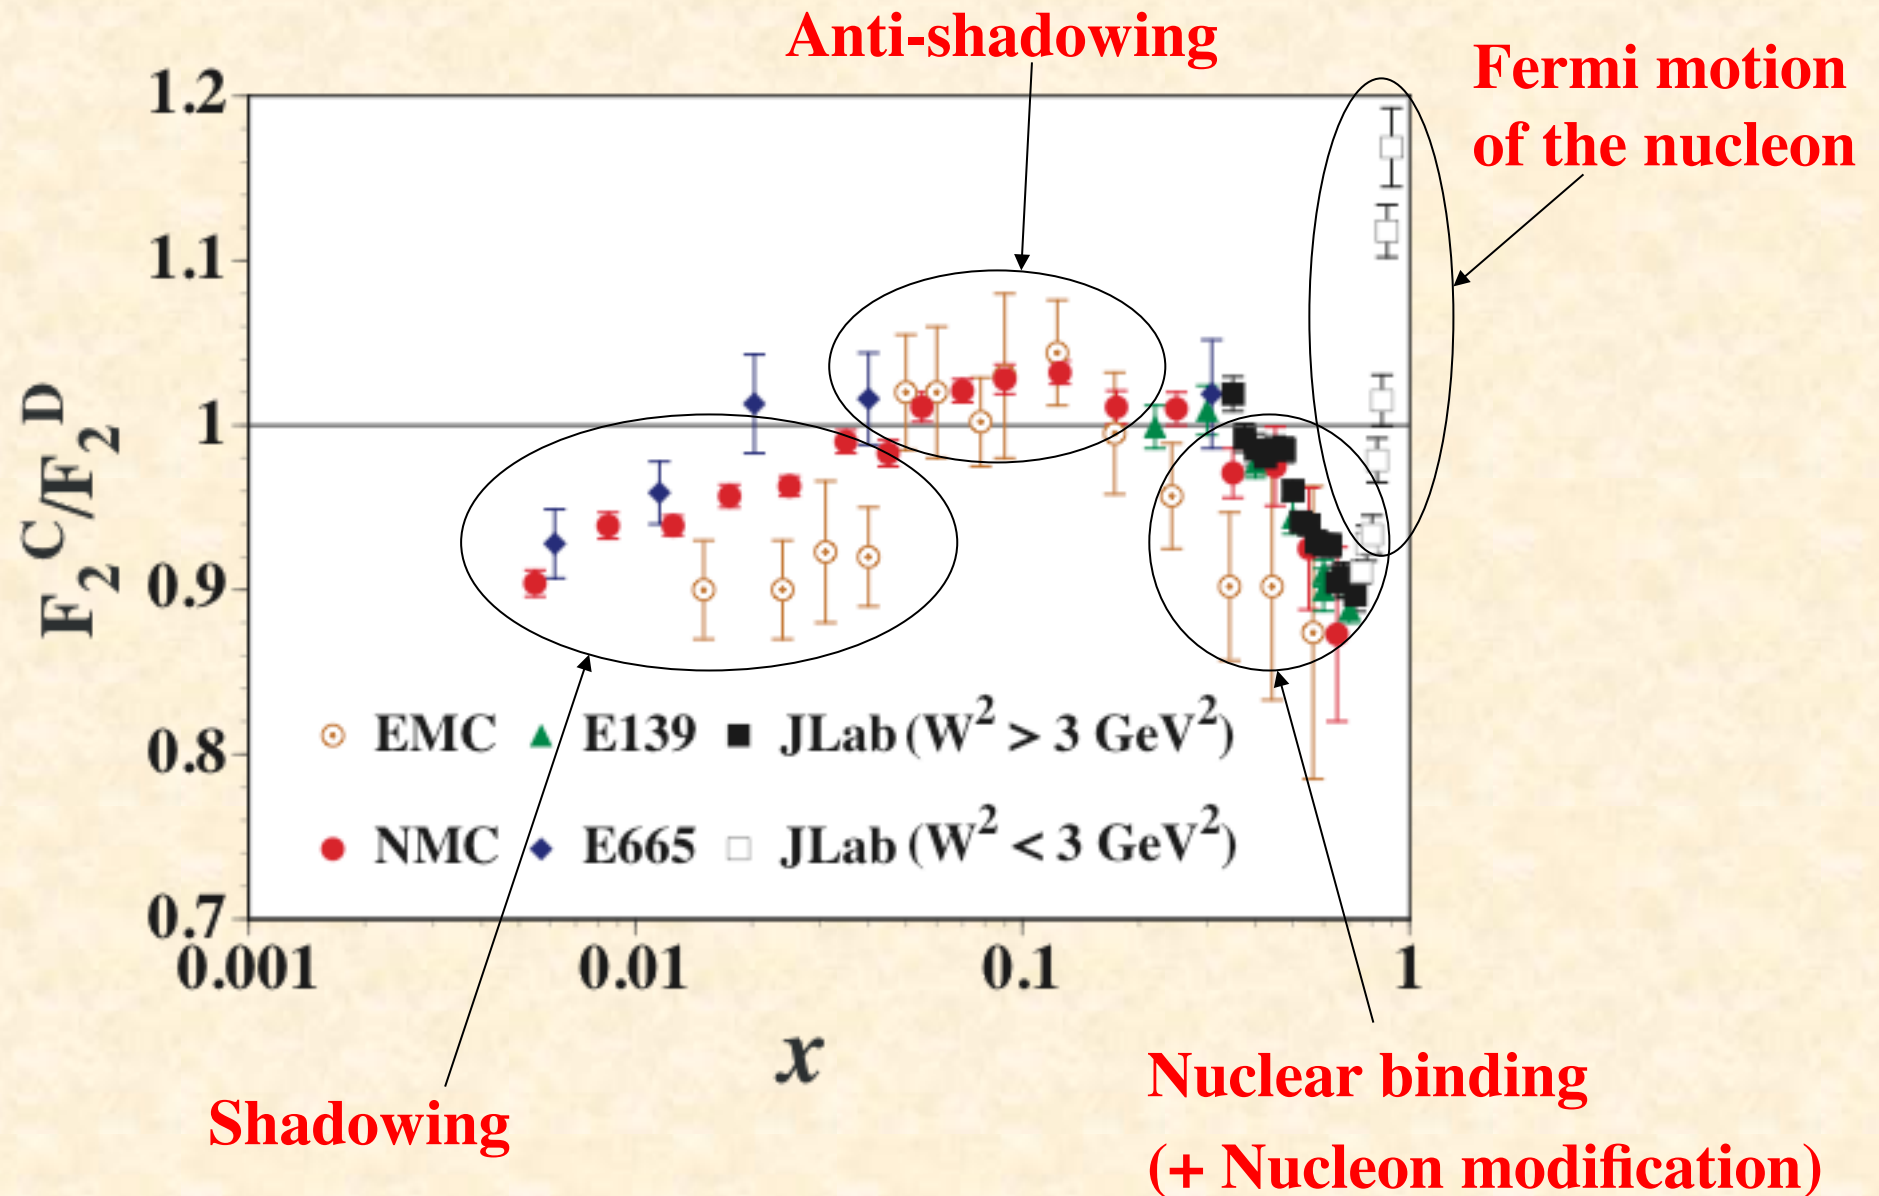 Anti-shadowing
Fermi motion
of the nucleon
1.2
1.1
1
0.9
0.8
0.7
F₂ᶜ/F₂ᴰ
EMC E139 JLab (W² > 3 GeV²)
NMC E665 JLab (W² < 3 GeV²)
0.001 0.01 0.1 1
x
Shadowing
Nuclear binding
(+ Nucleon modification)